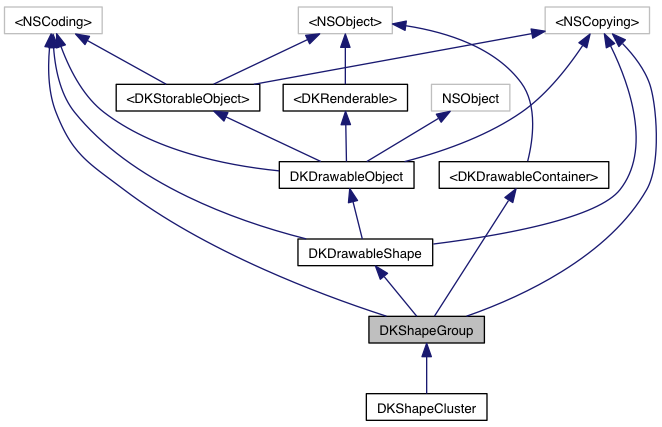 <NSCoding>
<NSObject>
<NSCopying>
<DKStorableObject>
<DKRenderable>
NSObject
DKDrawableObject
<DKDrawableContainer>
DKDrawableShape
DKShapeGroup
DKShapeCluster